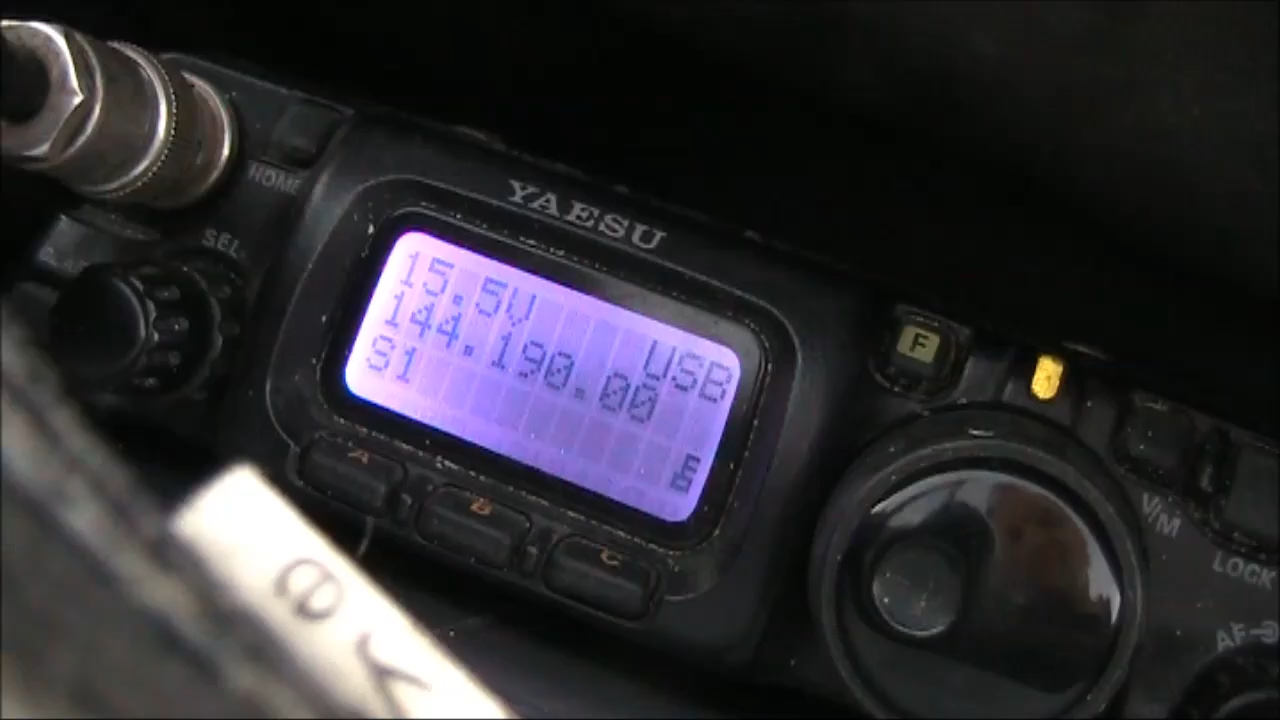 HOME
SEL
YAESU
15.5V
USB
144.190.00
S1
E
A
B
C
F
V/M
LOCK
AF